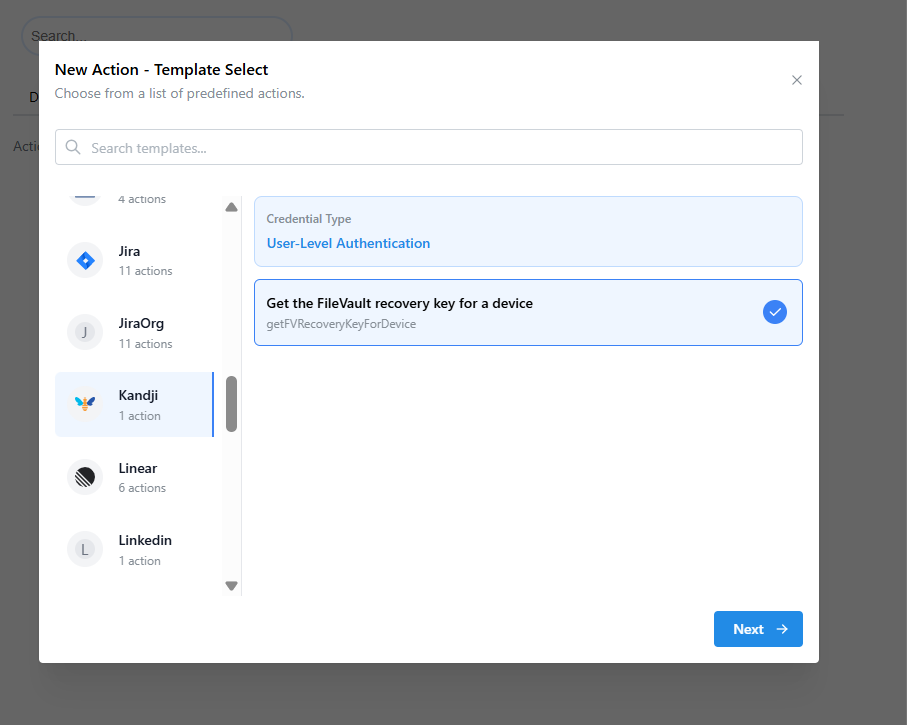 Search...
New Action - Template Select
Choose from a list of predefined actions.
D
Actio
Search templates...
4 actions
Jira
11 actions
J
JiraOrg
11 actions
Kandji
1 action
Linear
6 actions
L
Linkedin
1 action
Credential Type
User-Level Authentication
Get the FileVault recovery key for a device
getFVRecoveryKeyForDevice
Next